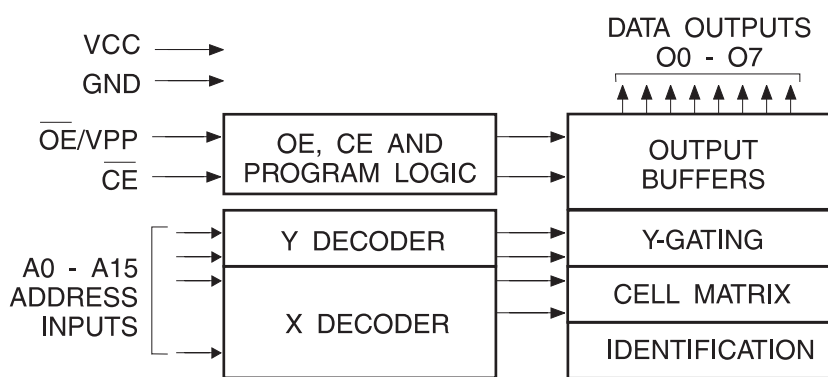 DATA OUTPUTS
O0 - O7
VCC
GND
OE/VPP
CE
OE, CE AND
PROGRAM LOGIC
OUTPUT
BUFFERS
A0 - A15
ADDRESS
INPUTS
Y DECODER
Y-GATING
X DECODER
CELL MATRIX
IDENTIFICATION